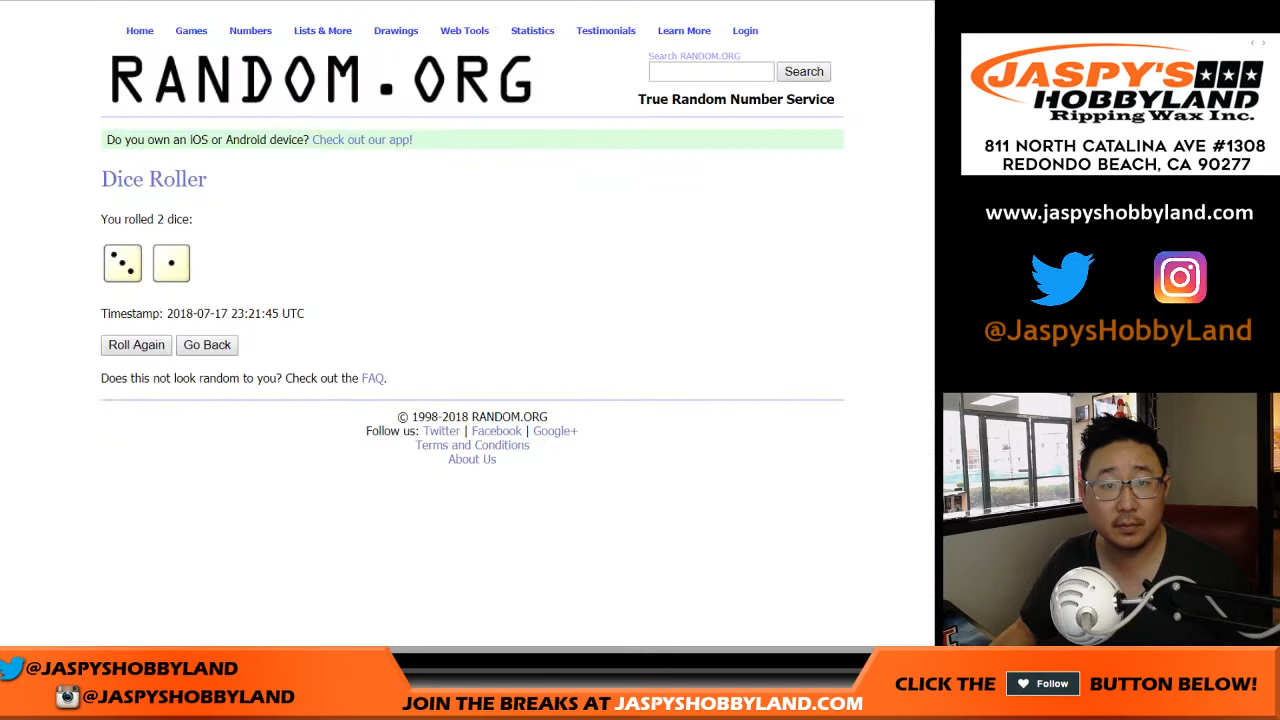 Home Games Numbers Lists & More Drawings Web Tools Statistics Testimonials Learn More Login
RANDOM.ORG
Search RANDOM.ORG
Search
True Random Number Service
Do you own an iOS or Android device? Check out our app!
Dice Roller
You rolled 2 dice:
Timestamp: 2018-07-17 23:21:45 UTC
Roll Again Go Back
Does this not look random to you? Check out the FAQ.
© 1998-2018 RANDOM.ORG
Follow us: Twitter | Facebook | Google+
Terms and Conditions
About Us
JASPY'S
HOBBYLAND
Ripping Wax Inc.
811 NORTH CATALINA AVE #1308
REDONDO BEACH, CA 90277
www.jaspyshobbyland.com
@JaspysHobbyLand
@JASPYSHOBBYLAND
@JASPYSHOBBYLAND
JOIN THE BREAKS AT JASPYSHOBBYLAND.COM
CLICK THE Follow BUTTON BELOW!